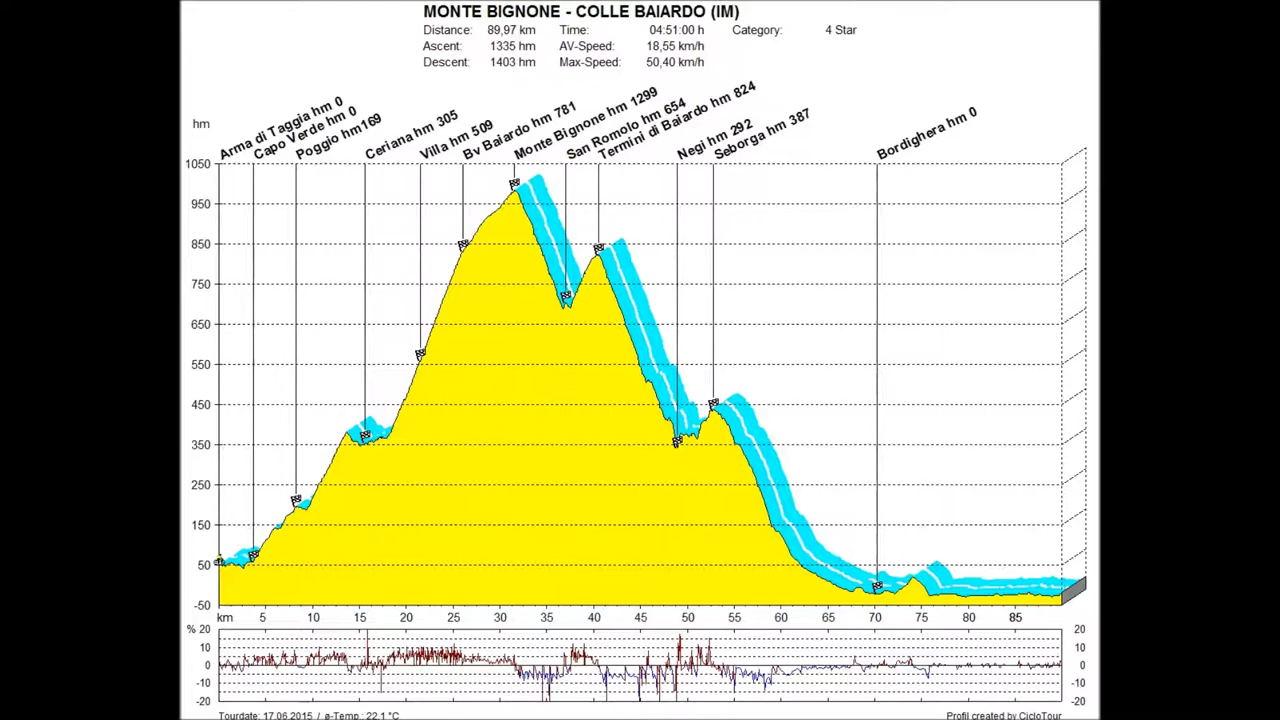 MONTE BIGNONE - COLLE BAIARDO (IM)
Distance: 89,97 km Time: 04:51:00 h Category: 4 Star
Ascent: 1335 hm AV-Speed: 18,55 km/h
Descent: 1403 hm Max-Speed: 50,40 km/h
hm
Arma di Taggia hm 0
Capo Verde hm 0
Poggio hm169
Ceriana hm 305
Villa hm 509
Bv Baiardo hm 781
Monte Bignone hm 1299
San Romolo hm 654
Termini di Baiardo hm 824
Negi hm 292
Seborga hm 387
Bordighera hm 0
1050
950
850
750
650
550
450
350
250
150
50
-50
km 5 10 15 20 25 30 35 40 45 50 55 60 65 70 75 80 85
% 20 20
10 10
0 0
-10 -10
-20 -20
Tourdate: 17.06.2015 / ø-Temp.: 22.1 °C Profil created by CicloTour